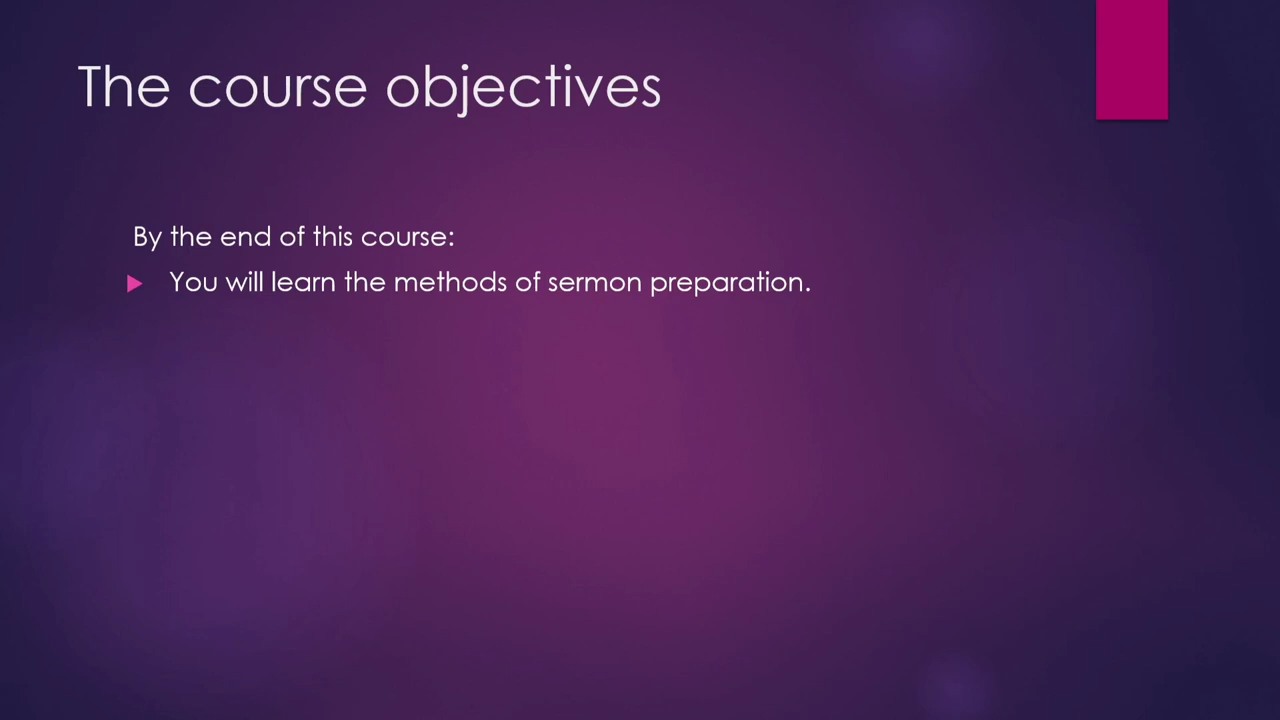 The course objectives
By the end of this course:
You will learn the methods of sermon preparation.